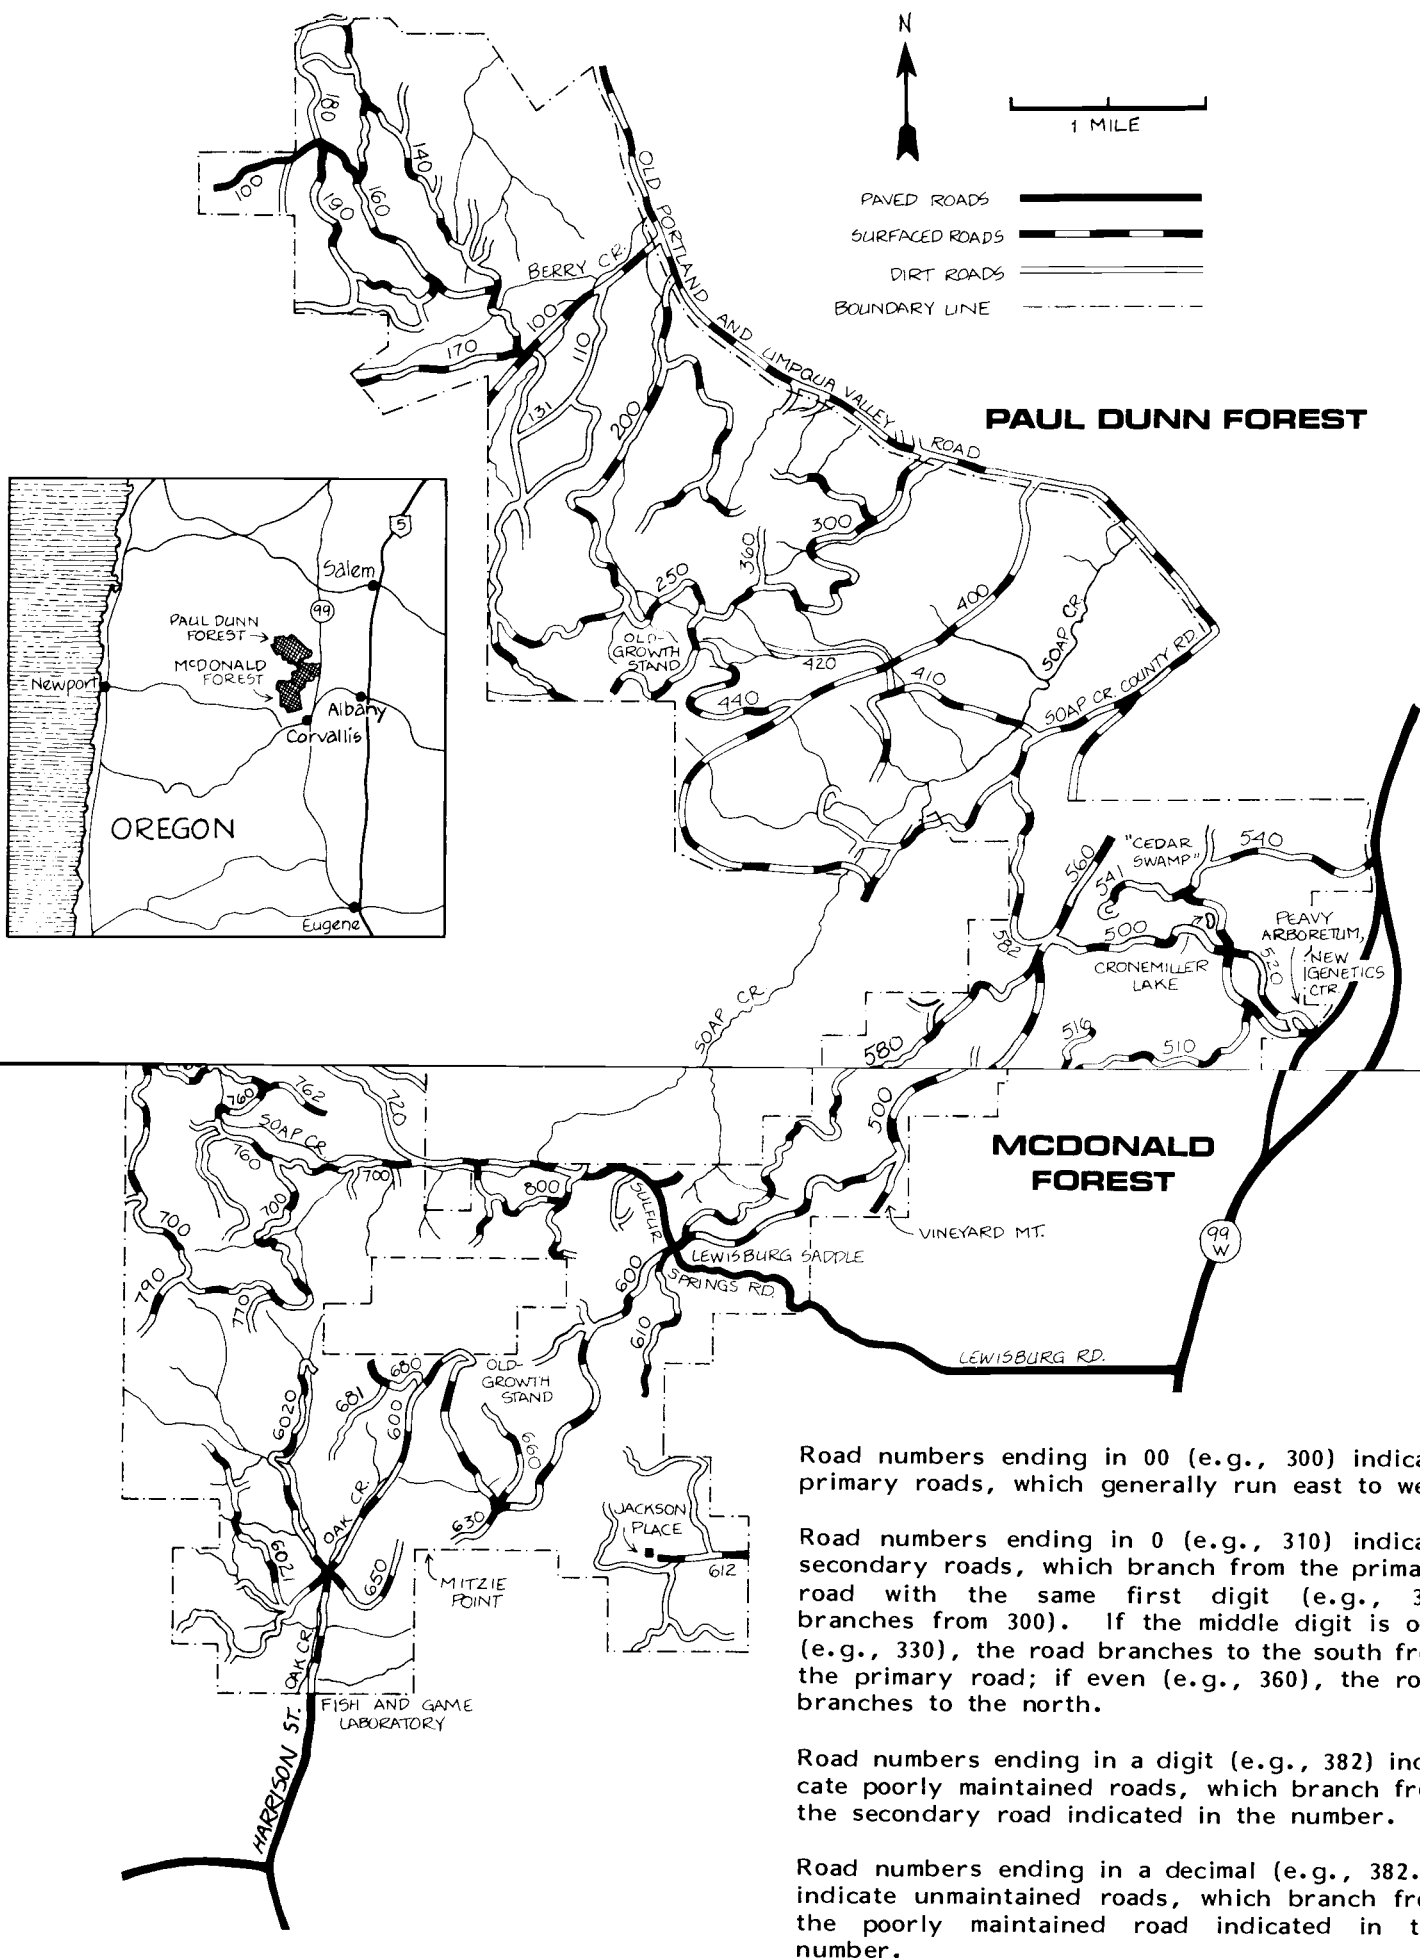 N
1 MILE
PAVED ROADS
SURFACED ROADS
DIRT ROADS
BOUNDARY LINE
180
140
100
190
160
OLD PORTLAND AND UMPQUA VALLEY ROAD
BERRY CR.
100
170
110
131
200
PAUL DUNN FOREST
300
360
250
400
SOAP CR.
OLD-
GROWTH
STAND
420
410
440
SOAP CR. COUNTY RD.
5
Salem
99
PAUL DUNN
FOREST
MCDONALD
FOREST
Newport
Albany
Corvallis
OREGON
Eugene
560
"CEDAR
SWAMP"
540
541
500
582
CRONEMILLER
LAKE
520
PEAVY
ARBORETUM,
NEW
GENETICS
CTR.
SOAP CR.
516
510
580
760
762
720
SOAP CR.
500
MCDONALD
FOREST
760
700
700
700
800
SULFUR
SPRINGS RD.
VINEYARD MT.
99
W
LEWISBURG SADDLE
790
770
600
610
LEWISBURG RD.
680
681
600
OLD-
GROWTH
STAND
6020
660
OAK CR.
630
JACKSON
PLACE
612
6021
650
MITZIE
POINT
OAK CR.
FISH AND GAME
LABORATORY
HARRISON ST.
Road numbers ending in 00 (e.g., 300) indica
primary roads, which generally run east to we
Road numbers ending in 0 (e.g., 310) indica
secondary roads, which branch from the prima
road with the same first digit (e.g., 3
branches from 300). If the middle digit is o
(e.g., 330), the road branches to the south fr
the primary road; if even (e.g., 360), the ro
branches to the north.
Road numbers ending in a digit (e.g., 382) ind
cate poorly maintained roads, which branch fr
the secondary road indicated in the number.
Road numbers ending in a decimal (e.g., 382.
indicate unmaintained roads, which branch fr
the poorly maintained road indicated in t
number.